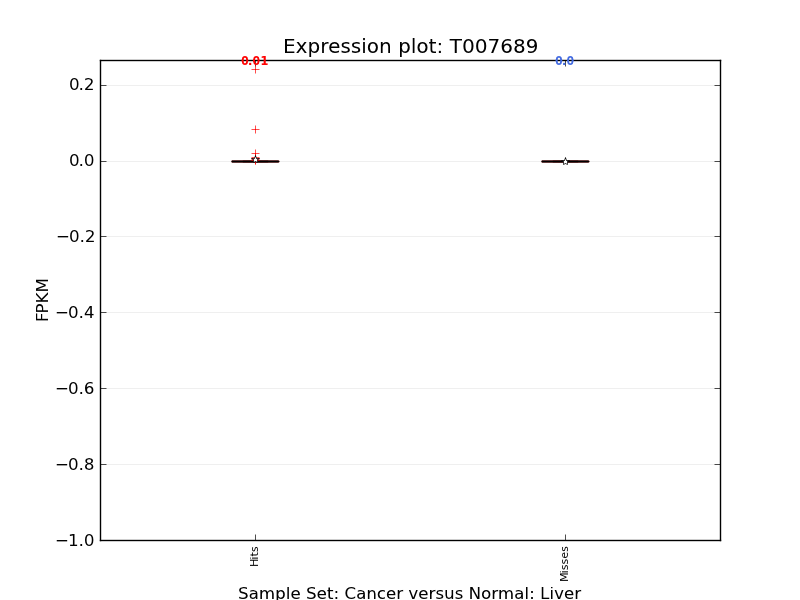 Expression plot: T007689
0.01
0.0
0.2
0.0
−0.2
−0.4
−0.6
−0.8
−1.0
FPKM
Hits
Misses
Sample Set: Cancer versus Normal: Liver